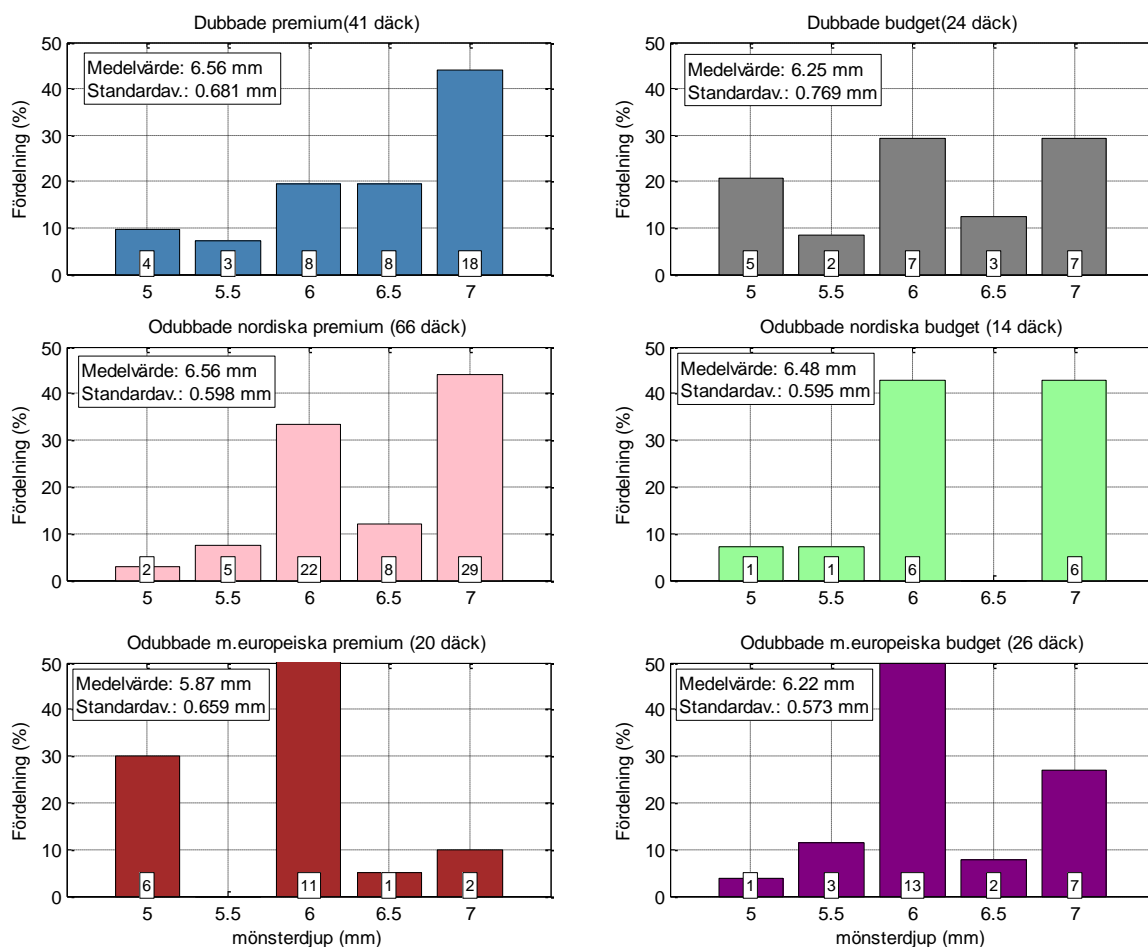 Dubbade premium(41 däck)
Medelvärde: 6.56 mm
Standardav.: 0.681 mm
Fördelning (%)
50
40
30
20
10
0
4 3 8 8 18
5 5.5 6 6.5 7
Dubbade budget(24 däck)
Medelvärde: 6.25 mm
Standardav.: 0.769 mm
Fördelning (%)
50
40
30
20
10
0
5 2 7 3 7
5 5.5 6 6.5 7
Odubbade nordiska premium (66 däck)
Medelvärde: 6.56 mm
Standardav.: 0.598 mm
Fördelning (%)
50
40
30
20
10
0
2 5 22 8 29
5 5.5 6 6.5 7
Odubbade nordiska budget (14 däck)
Medelvärde: 6.48 mm
Standardav.: 0.595 mm
Fördelning (%)
50
40
30
20
10
0
1 1 6 6
5 5.5 6 6.5 7
Odubbade m.europeiska premium (20 däck)
Medelvärde: 5.87 mm
Standardav.: 0.659 mm
Fördelning (%)
50
40
30
20
10
0
6 11 1 2
5 5.5 6 6.5 7
mönsterdjup (mm)
Odubbade m.europeiska budget (26 däck)
Medelvärde: 6.22 mm
Standardav.: 0.573 mm
Fördelning (%)
50
40
30
20
10
0
1 3 13 2 7
5 5.5 6 6.5 7
mönsterdjup (mm)